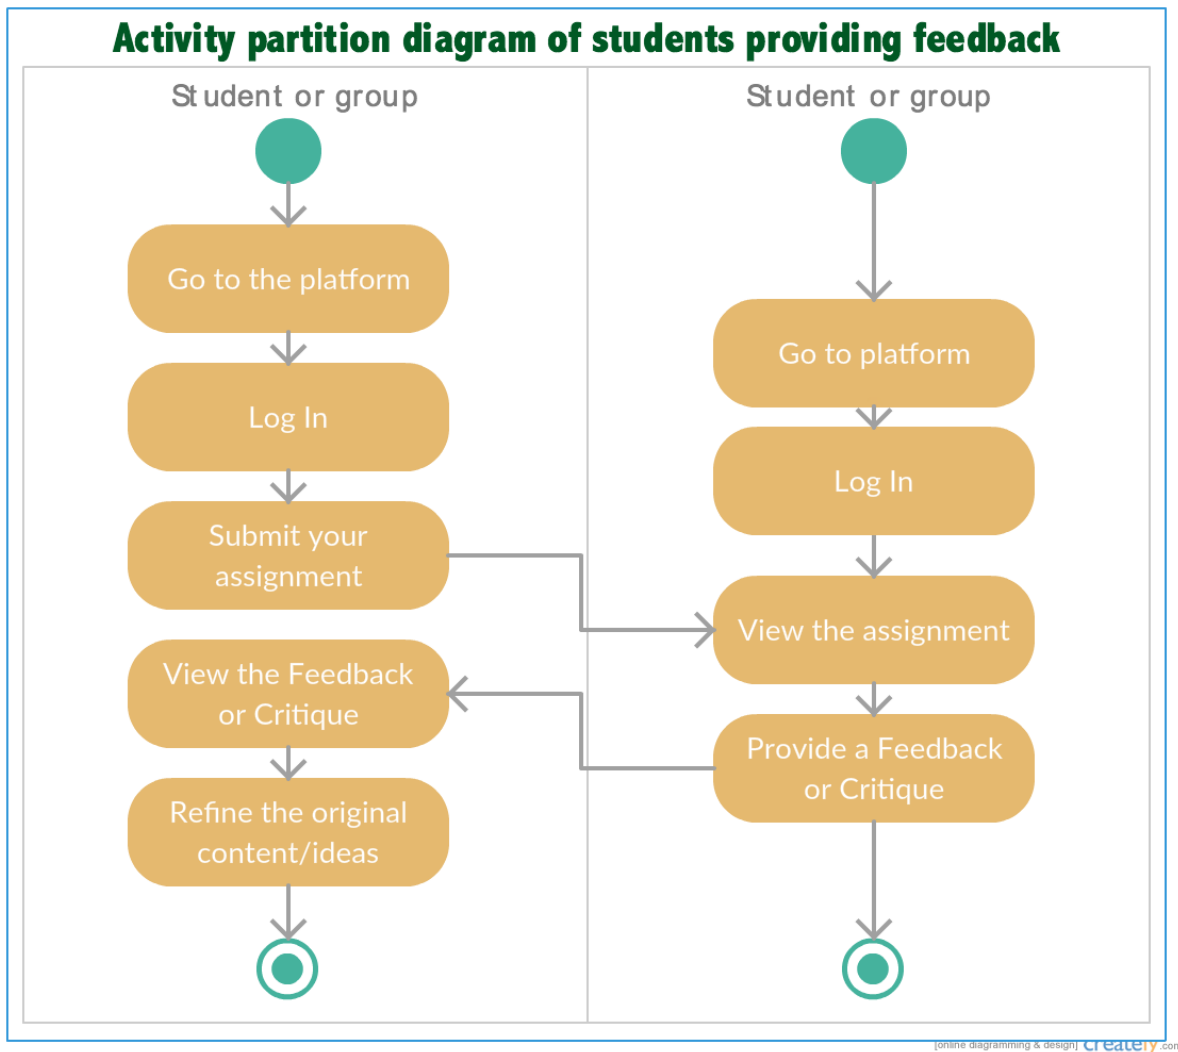 Activity partition diagram of students providing feedback
Student or group
Go to the platform
Log In
Submit your
assignment
View the Feedback
or Critique
Refine the original
content/ideas
Student or group
Go to platform
Log In
View the assignment
Provide a Feedback
or Critique
[online diagramming & design] creately.com